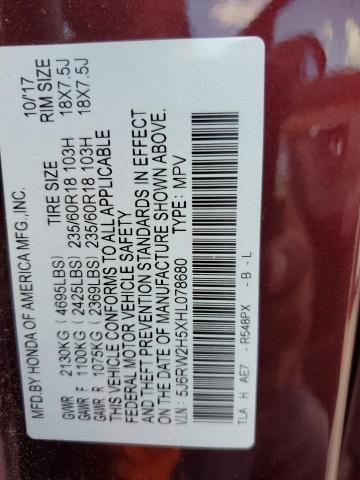 MFD.BY HONDA OF AMERICA MFG.,INC. 10/'17
TIRE SIZE RIM SIZE
GVWR 2130KG (4695LBS)
GAWR F 1100KG (2425LBS) 235/60R18 103H 18X7.5J
GAWR R 1075KG (2369LBS) 235/60R18 103H 18X7.5J
THIS VEHICLE CONFORMS TO ALL APPLICABLE
FEDERAL MOTOR VEHICLE SAFETY
AND THEFT PREVENTION STANDARDS IN EFFECT
ON THE DATE OF MANUFACTURE SHOWN ABOVE.
V.I.N: 5J6RW2H6XHL078680 TYPE: MPV
TLA H AE7 - R548PX - B - L